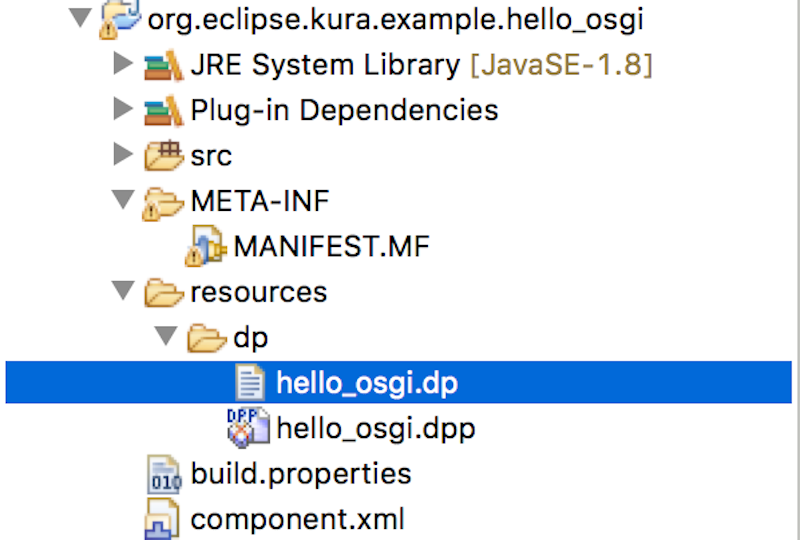 org.eclipse.kura.example.hello_osgi
JRE System Library [JavaSE-1.8]
Plug-in Dependencies
src
META-INF
MANIFEST.MF
resources
dp
hello_osgi.dp
DPP
hello_osgi.dpp
010
build.properties
component.xml